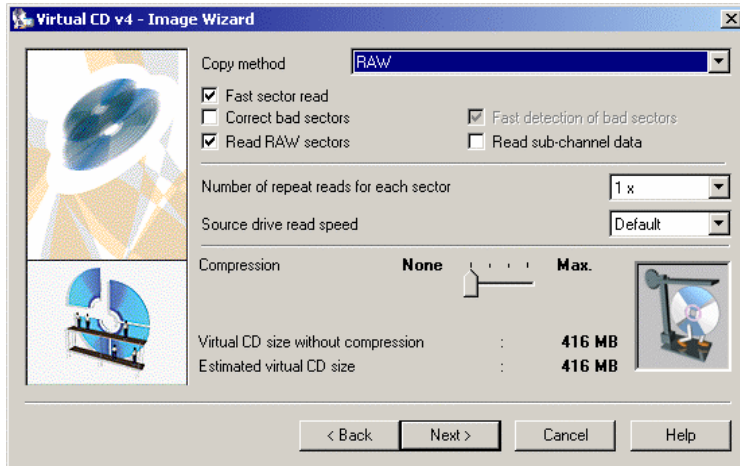 Virtual CD v4 - Image Wizard
Copy method RAW
Fast sector read
Correct bad sectors Fast detection of bad sectors
Read RAW sectors Read sub-channel data
Number of repeat reads for each sector 1 x
Source drive read speed Default
Compression None Max.
Virtual CD size without compression : 416 MB
Estimated virtual CD size : 416 MB
< Back Next > Cancel Help